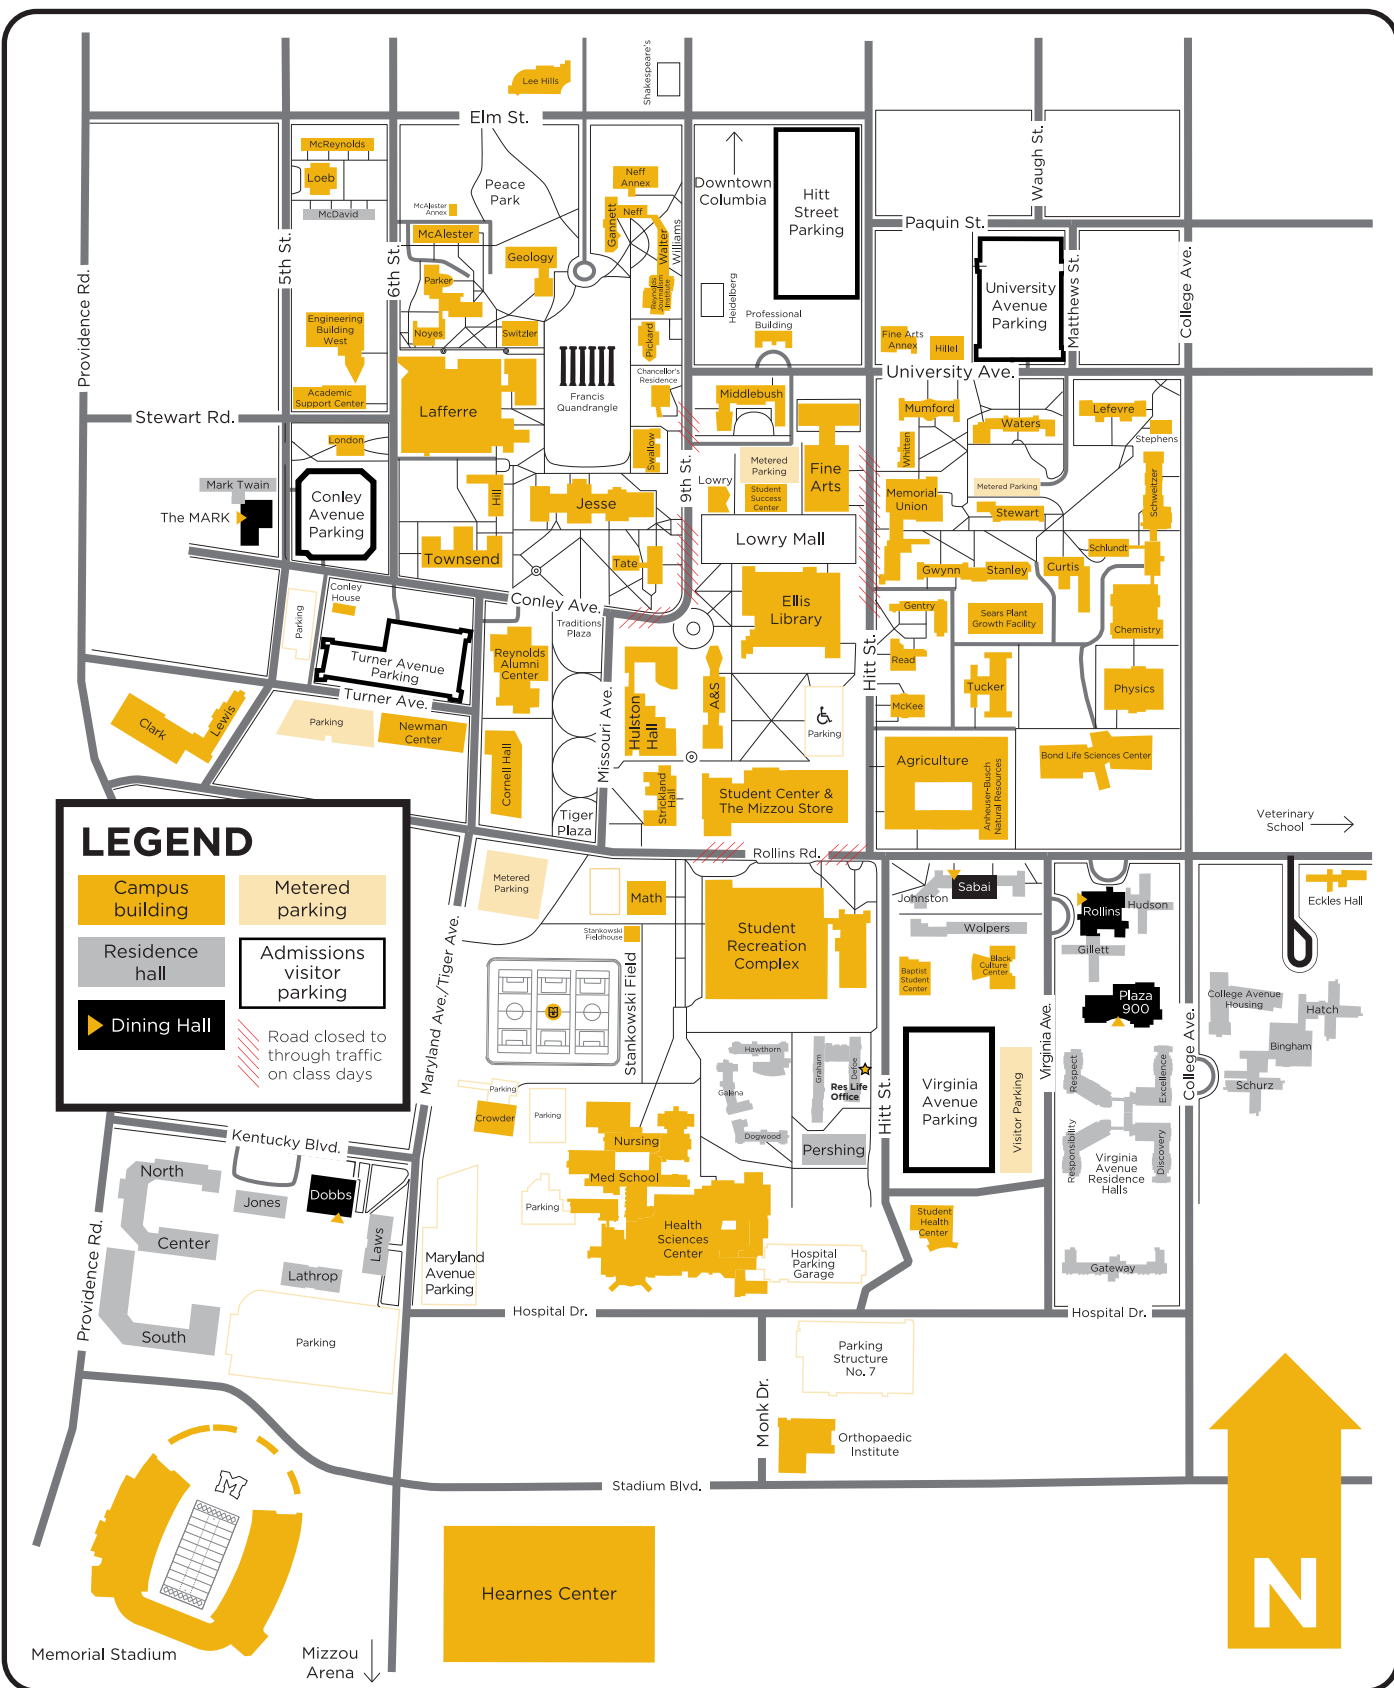 Lee Hills
Shakespeare's
Elm St.
McReynolds
Loeb
McDavid
Peace
Park
McAlester
Annex
McAlester
Geology
Parker
Noyes
Switzler
Neff
Annex
Neff
Gannett
Walter
Williams
Reynolds
Journalism
Institute
Pickard
Downtown
Columbia
Hitt
Street
Parking
Heidelberg
Professional
Building
Waugh St.
Paquin St.
University
Avenue
Parking
Matthews St.
College Ave.
Fine Arts
Annex
Hillel
University Ave.
Providence Rd.
5th St.
6th St.
Engineering
Building
West
Academic
Support Center
Stewart Rd.
London
Lafferre
Francis
Quadrangle
Chancellor's
Residence
Swallow
9th St.
Middlebush
Metered
Parking
Student
Success
Center
Lowry
Fine
Arts
Mumford
Whitten
Waters
Lefevre
Stephens
Schweitzer
Memorial
Union
Metered Parking
Stewart
Schlundt
Mark Twain
The MARK
Conley
Avenue
Parking
Hill
Jesse
Townsend
Tate
Lowry Mall
Gwynn
Stanley
Curtis
Chemistry
Conley
House
Parking
Conley Ave.
Traditions
Plaza
Ellis
Library
Gentry
Sears Plant
Growth Facility
Hitt St.
Read
Turner Avenue
Parking
Turner Ave.
Reynolds
Alumni
Center
Missouri Ave.
Hulston
Hall
A&S
Parking
McKee
Tucker
Physics
Clark
Lewis
Parking
Newman
Center
Cornell Hall
Tiger
Plaza
Strickland
Hall
Student Center &
The Mizzou Store
Agriculture
Anheuser-Busch
Natural Resources
Bond Life Sciences Center
Veterinary
School
LEGEND
Campus
building
Metered
parking
Residence
hall
Admissions
visitor
parking
Dining Hall
Road closed to
through traffic
on class days
Rollins Rd.
Metered
Parking
Math
Stankowski
Fieldhouse
Stankowski Field
Maryland Ave./Tiger Ave.
Student
Recreation
Complex
Johnston
Sabai
Wolpers
Baptist
Student
Center
Black
Culture
Center
Rollins
Hudson
Gillett
Plaza
900
Eckles Hall
College Avenue
Housing
Hatch
Bingham
Schurz
Virginia Ave.
College Ave.
Hawthorn
Galena
Dogwood
Graham
Defoe
Res Life
Office
Pershing
Hitt St.
Virginia
Avenue
Parking
Visitor Parking
Respect
Excellence
Responsibility
Discovery
Virginia
Avenue
Residence
Halls
Gateway
Parking
Crowder
Parking
Nursing
Med School
Parking
Health
Sciences
Center
Hospital
Parking
Garage
Student
Health
Center
Kentucky Blvd.
North
Jones
Dobbs
Center
Laws
Lathrop
South
Providence Rd.
Parking
Maryland
Avenue
Parking
Hospital Dr.
Hospital Dr.
Parking
Structure
No. 7
Monk Dr.
Orthopaedic
Institute
Stadium Blvd.
M
Hearnes Center
Memorial Stadium
Mizzou
Arena
N